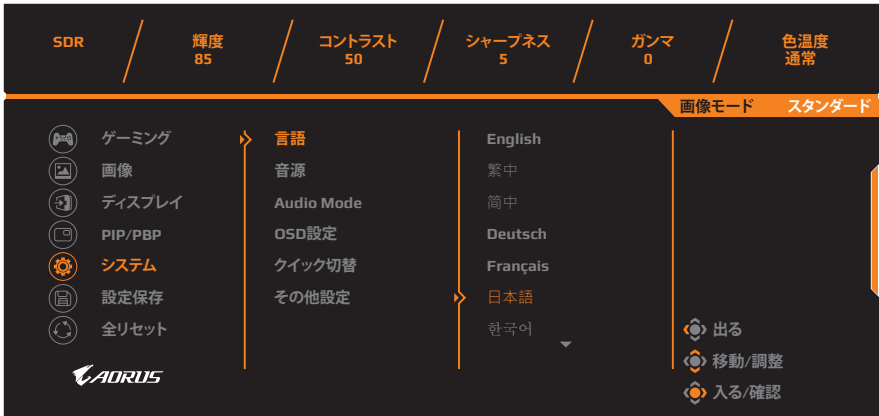 SDR
輝度
85
コントラスト
50
シャープネス
5
ガンマ
0
色温度
通常
画像モード スタンダード
ゲーミング
画像
ディスプレイ
PIP/PBP
システム
設定保存
全リセット
言語
音源
Audio Mode
OSD設定
クイック切替
その他設定
English
繁中
简中
Deutsch
Français
日本語
한국어
出る
移動/調整
入る/確認
AORUS